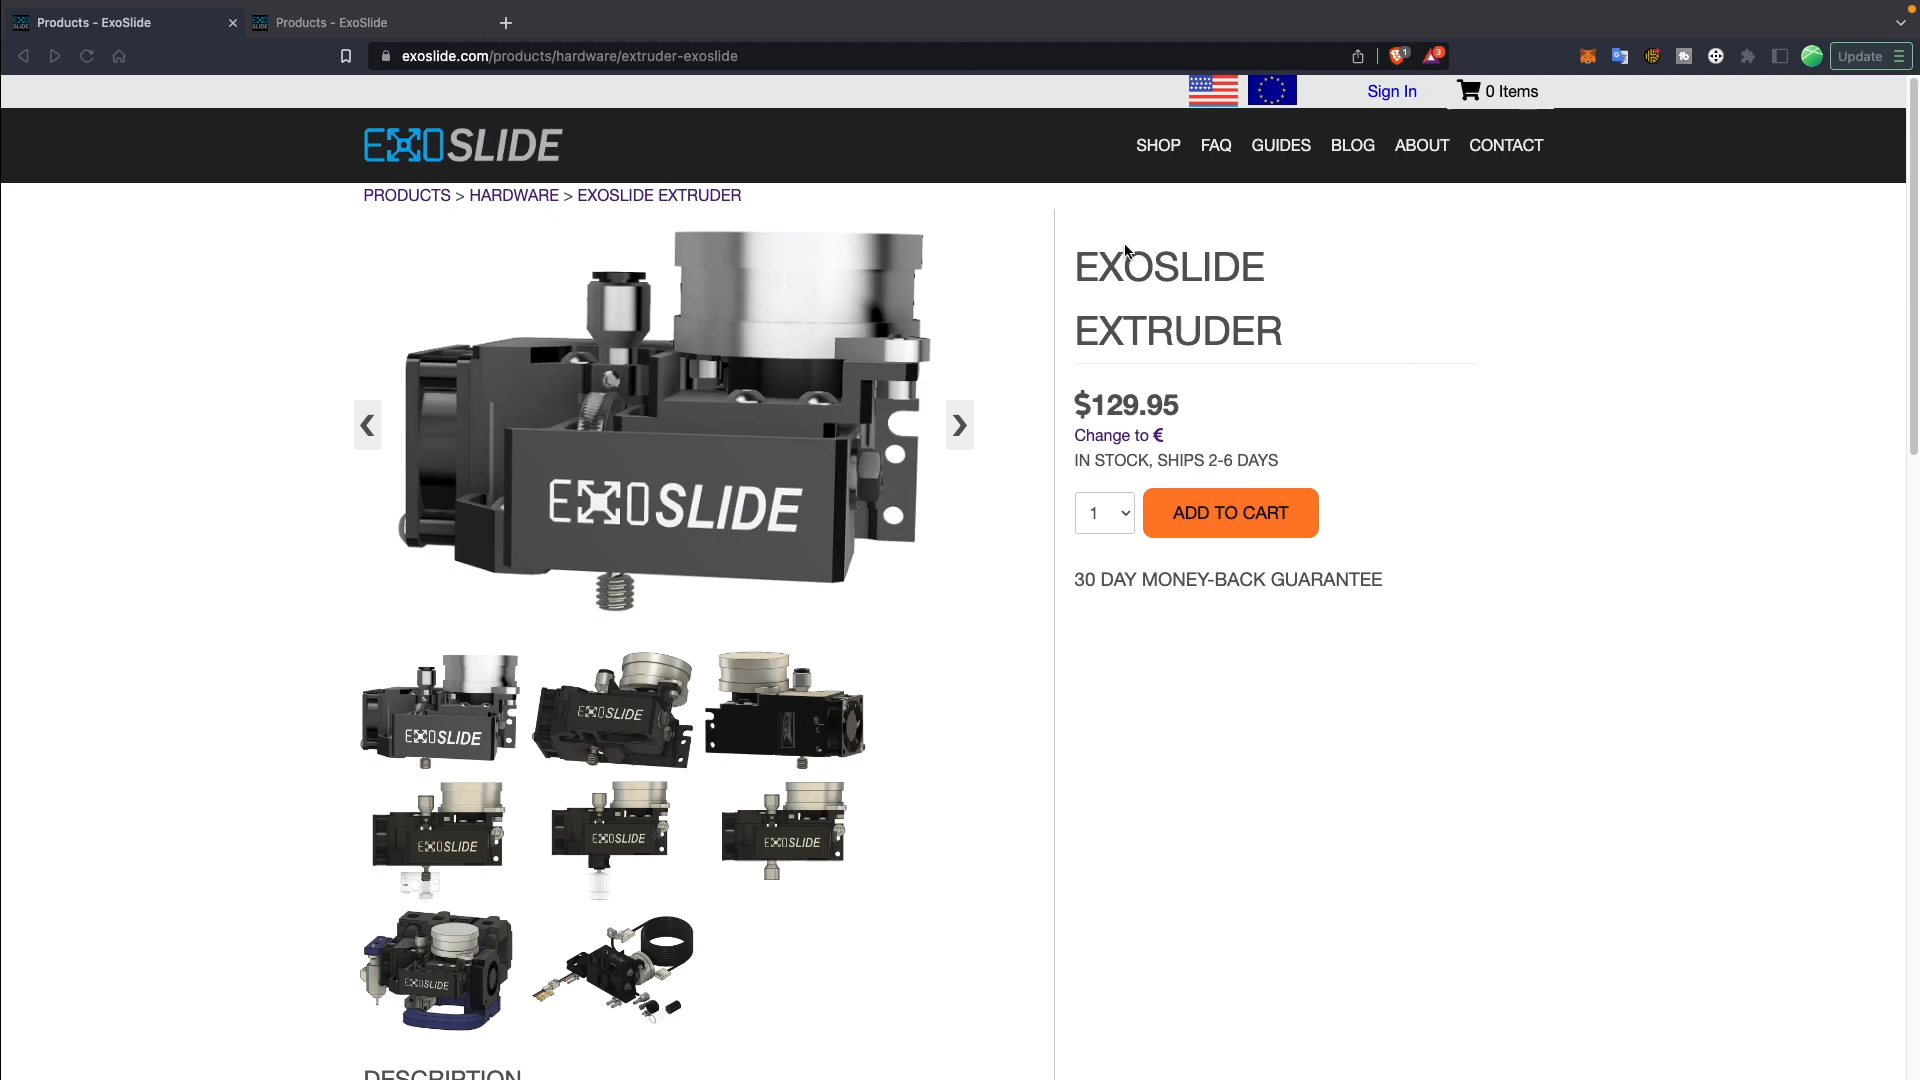 Products - ExoSlide
Products - ExoSlide
exoslide.com/products/hardware/extruder-exoslide
1
3
Update
Sign In
0 Items
EXOSLIDE
SHOP FAQ GUIDES BLOG ABOUT CONTACT
PRODUCTS > HARDWARE > EXOSLIDE EXTRUDER
EXOSLIDE
EXTRUDER
$129.95
Change to €
IN STOCK, SHIPS 2-6 DAYS
1
ADD TO CART
30 DAY MONEY-BACK GUARANTEE
EXOSLIDE
EXOSLIDE
EXOSLIDE
EXOSLIDE
EXOSLIDE
EXOSLIDE
EXOSLIDE
DESCRIPTION